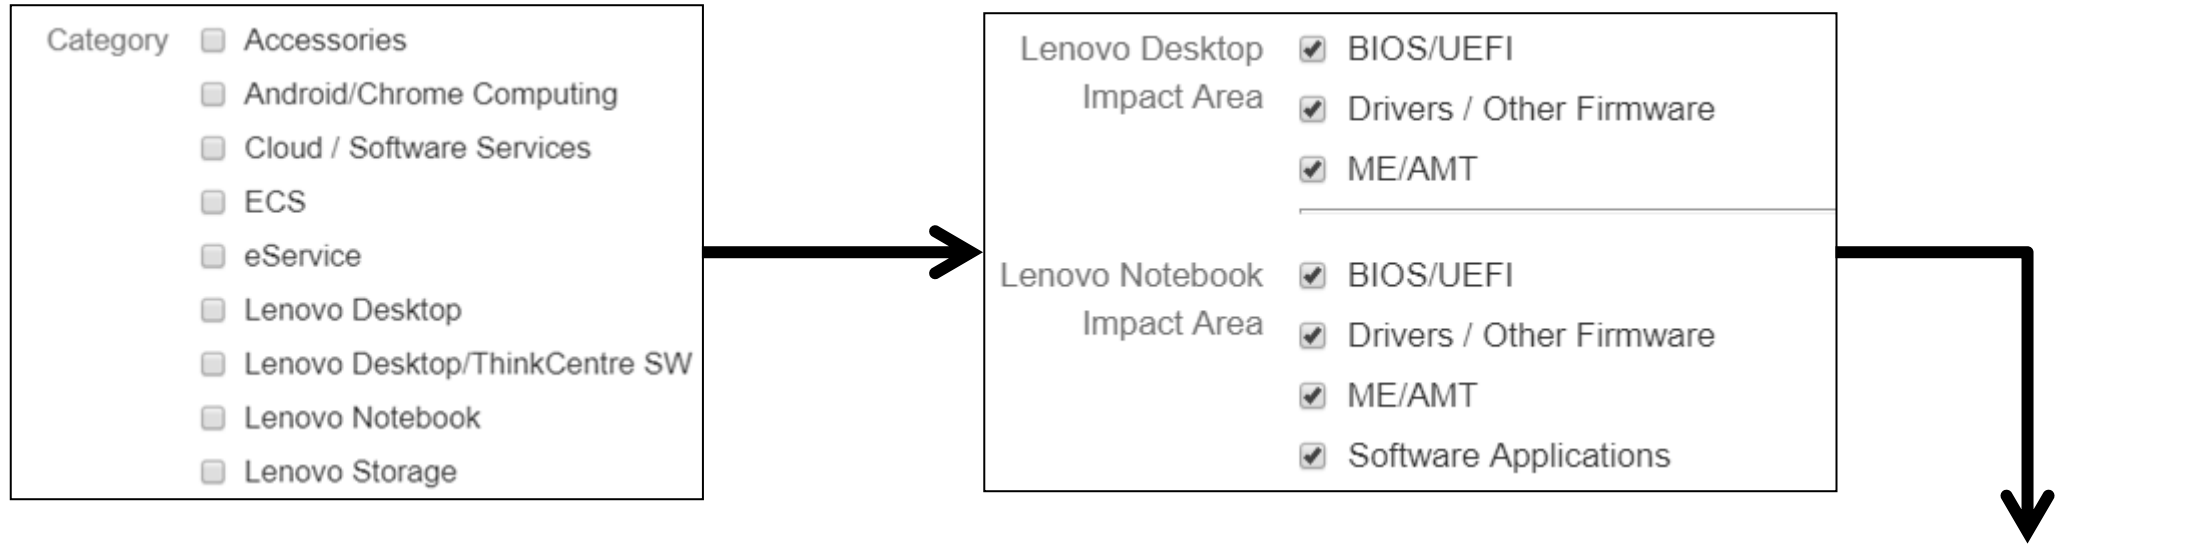 Category Accessories
Android/Chrome Computing
Cloud / Software Services
ECS
eService
Lenovo Desktop
Lenovo Desktop/ThinkCentre SW
Lenovo Notebook
Lenovo Storage
Lenovo Desktop BIOS/UEFI
Impact Area Drivers / Other Firmware
ME/AMT
Lenovo Notebook BIOS/UEFI
Impact Area Drivers / Other Firmware
ME/AMT
Software Applications